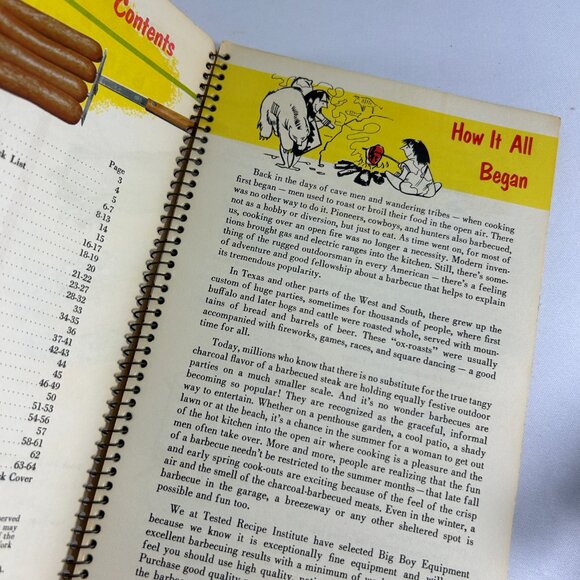 Contents
ck List
Page
3
4
5
6-7
8-13
14
15
16-17
18-19
20
21-22
23-27
28-32
33
34-35
36
37-41
42-43
44
45
46-49
50
51-53
54-56
57
58-61
62
63-64
ck Cover
served
may
of the
ork
A.
How It All
Began
Back in the days of cave men and wandering tribes — when cooking
first began — men used to roast or broil their food in the open air. There
was no other way to do it. Pioneers, cowboys, and hunters also barbecued,
not as a hobby or diversion, but just to eat. As time went on, for most of
us, cooking over an open fire was no longer a necessity. Modern inven-
tions brought gas and electric ranges into the kitchen. Still, there's some-
thing of the rugged outdoorsman in every American — there's a feeling
of adventure and good fellowship about a barbecue that helps to explain
its tremendous popularity.
In Texas and other parts of the West and South, there grew up the
custom of huge parties, sometimes for thousands of people, where first
buffalo and later hogs and cattle were roasted whole, served with moun-
tains of bread and barrels of beer. These "ox-roasts" were usually
accompanied with fireworks, games, races, and square dancing — a good
time for all.
Today, millions who know that there is no substitute for the true tangy
charcoal flavor of a barbecued steak are holding equally festive outdoor
parties on a much smaller scale. And it's no wonder barbecues are
becoming so popular! They are recognized as the graceful, informal
way to entertain. Whether on a penthouse garden, a cool patio, a shady
lawn or at the beach, it's a chance in the summer for a woman to get out
of the hot kitchen into the open air where cooking is a pleasure and the
men often take over. More and more, people are realizing that the fun
of a barbecue needn't be restricted to the summer months — that late fall
and early spring cook-outs are exciting because of the feel of the crisp
air and the smell of the charcoal-barbecued meats. Even in the winter, a
barbecue in the garage, a breezeway or any other sheltered spot is
possible and fun too.
We at Tested Recipe Institute have selected Big Boy Equipment
because we know it is exceptionally fine equipment and will
excellent barbecuing results with a minimum of
feel you should use high quality,
Purchase good quality
the barbe